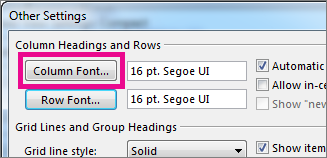 Other Settings
Column Headings and Rows
Column Font... 16 pt. Segoe UI Automatic
Row Font... 16 pt. Segoe UI Allow in-ce
Show "new
Grid Lines and Group Headings
Grid line style: Solid Show item